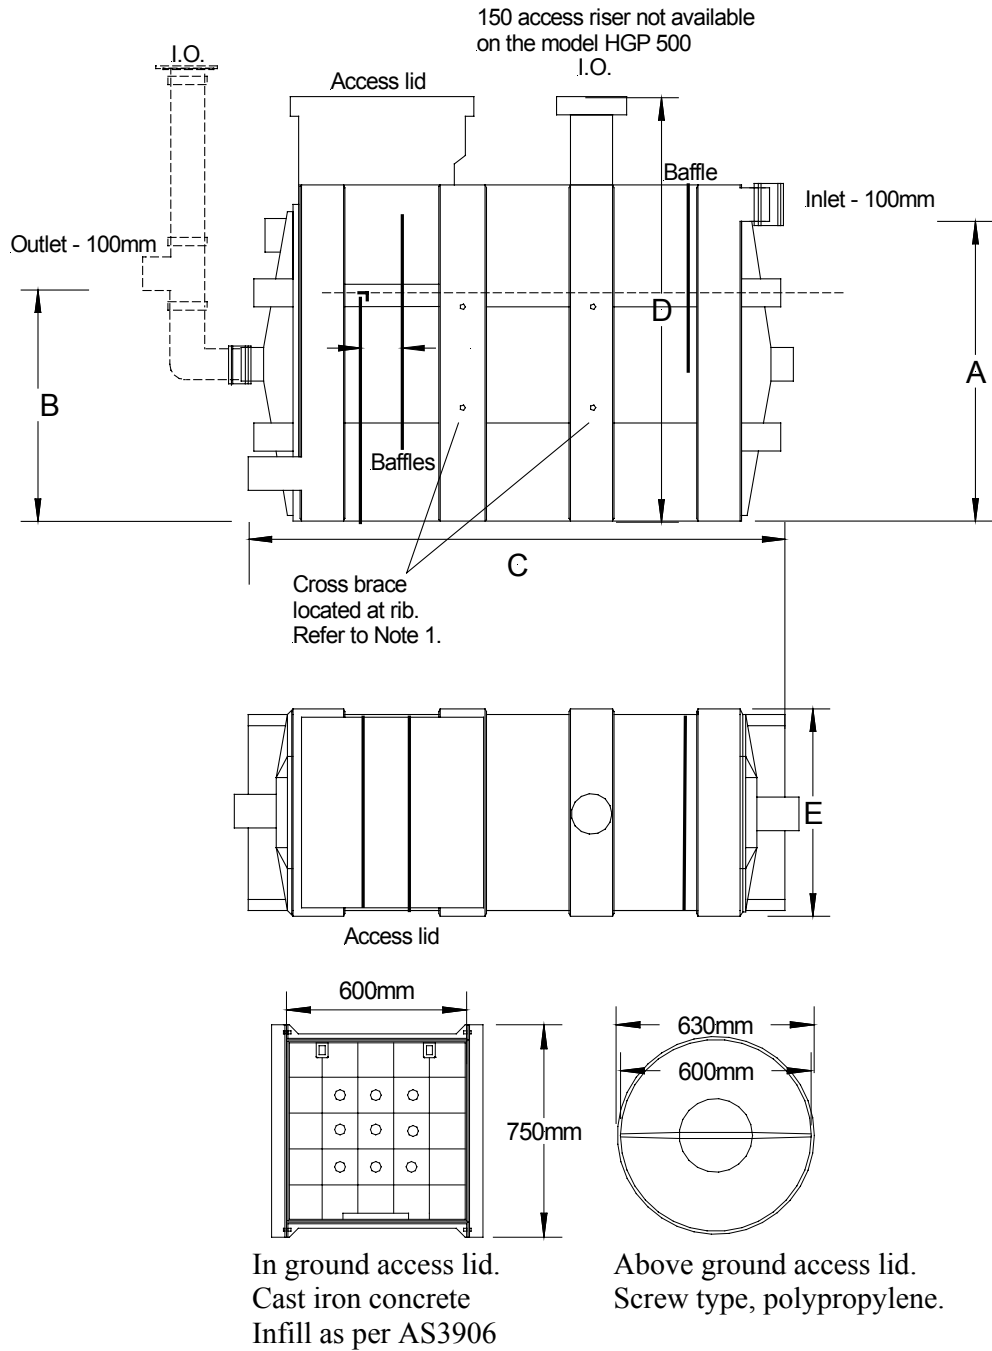 150 access riser not available
on the model HGP 500
I.O.
I.O.
Access lid
Baffle
Inlet - 100mm
Outlet - 100mm
D
A
B
Baffles
C
Cross brace
located at rib.
Refer to Note 1.
E
Access lid
600mm
630mm
600mm
750mm
In ground access lid.
Cast iron concrete
Infill as per AS3906
Above ground access lid.
Screw type, polypropylene.